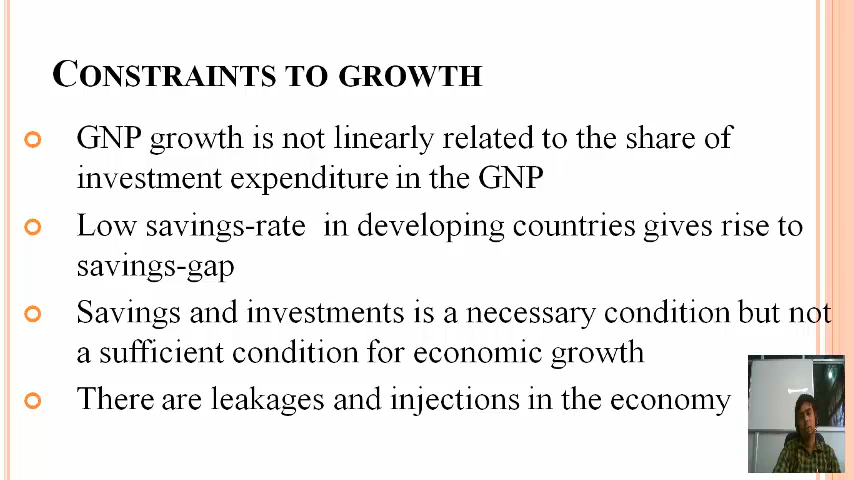 CONSTRAINTS TO GROWTH
GNP growth is not linearly related to the share of
investment expenditure in the GNP
Low savings-rate in developing countries gives rise to
savings-gap
Savings and investments is a necessary condition but not
a sufficient condition for economic growth
There are leakages and injections in the economy